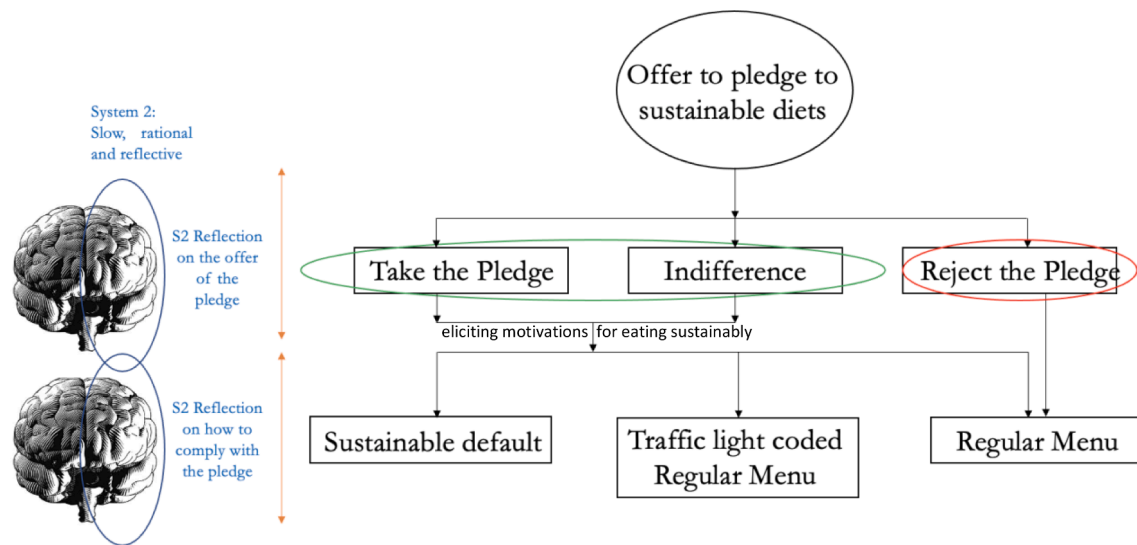 Offer to pledge to
sustainable diets
System 2:
Slow, rational
and reflective
S2 Reflection
on the offer
of the
pledge
Take the Pledge
Indifference
Reject the Pledge
eliciting motivations for eating sustainably
S2 Reflection
on how to
comply with
the pledge
Sustainable default
Traffic light coded
Regular Menu
Regular Menu